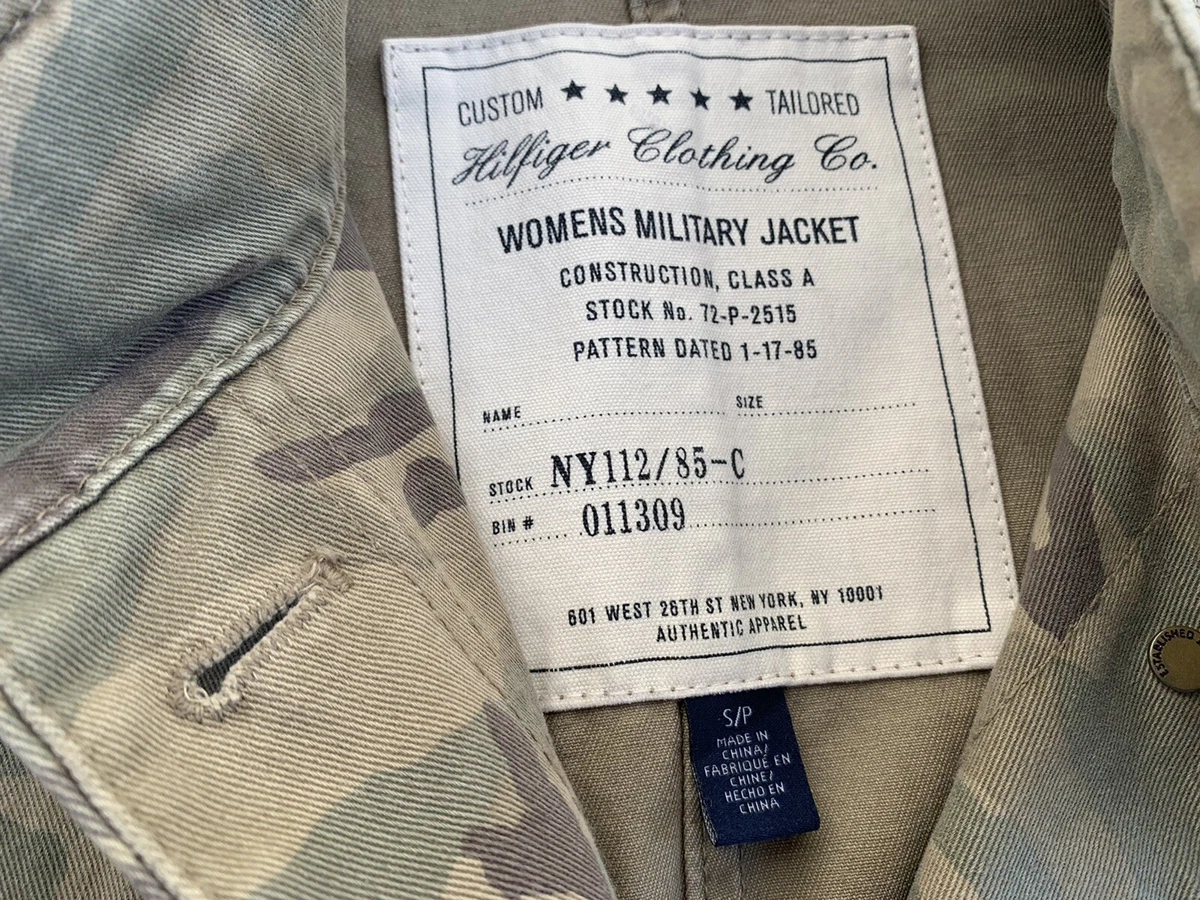 CUSTOM ★★★★★ TAILORED
Hilfiger Clothing Co.
WOMENS MILITARY JACKET
CONSTRUCTION, CLASS A
STOCK No. 72-P-2515
PATTERN DATED 1-17-85
NAME SIZE
STOCK NY112/85-C
BIN # 011309
601 WEST 26TH ST NEW YORK, NY 10001
AUTHENTIC APPAREL
S/P
MADE IN
CHINA/
FABRIQUÉ EN
CHINE/
HECHO EN
CHINA
ESTABLISHED